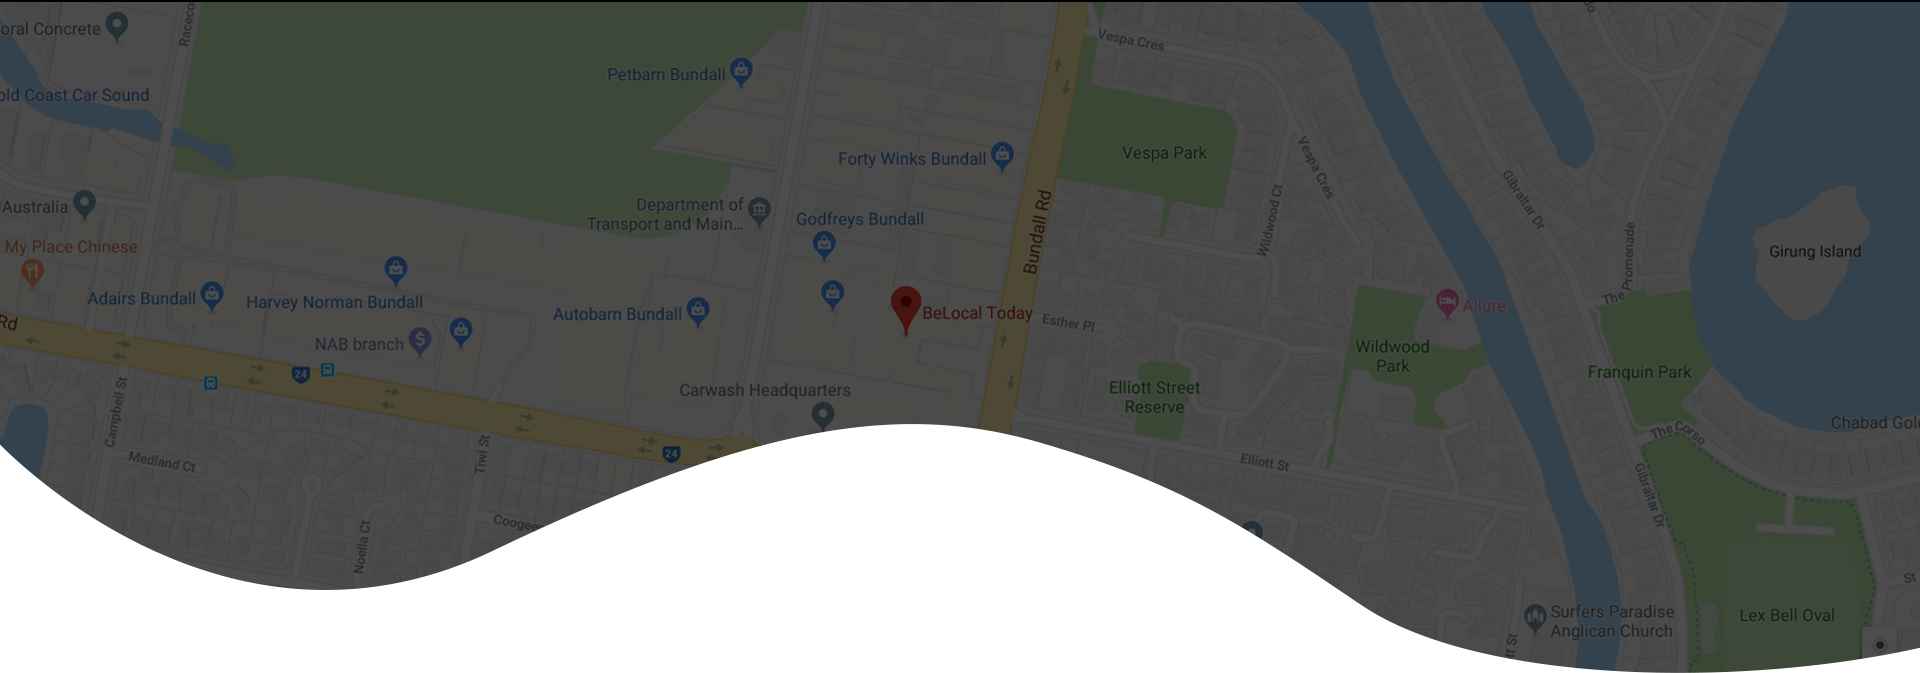 oral Concrete
Raceco
Vespa Cres
Petbarn Bundall
old Coast Car Sound
Forty Winks Bundall
Vespa Park
Vespa Cres
Gibraltar Dr
Australia
Department of
Transport and Main...
Godfreys Bundall
Bundall Rd
Wildwood Ct
The Promenade
Girung Island
My Place Chinese
Adairs Bundall
Harvey Norman Bundall
Autobarn Bundall
BeLocal Today
Esther Pl
Allure
The P
Rd
NAB branch
24
Wildwood
Park
Franquin Park
Carwash Headquarters
Elliott Street
Reserve
Campbell St
Chabad Gol
The Corso
Tiwi St
24
Medland Ct
Elliott St
Gibraltar Dr
Coogee
Noella Ct
St
Surfers Paradise
Anglican Church
Lex Bell Oval
tt St